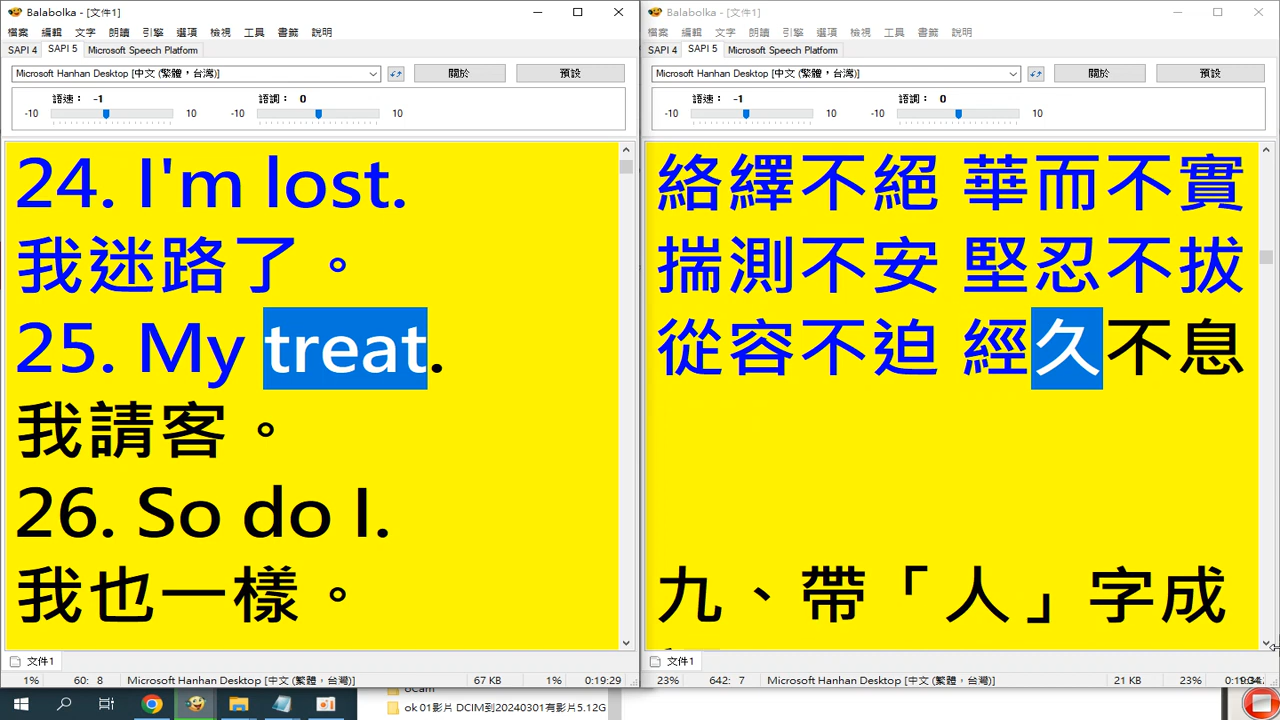 Balabolka - [文件1]
檔案 編輯 文字 朗讀 引擎 選項 檢視 工具 書籤 說明
SAPI 4 SAPI 5 Microsoft Speech Platform
Microsoft Hanhan Desktop [中文 (繁體，台灣)] 關於 預設
語速： -1 語調： 0
-10 10 -10 10
24. I'm lost.
我迷路了。
25. My treat.
我請客。
26. So do I.
我也一樣。
文件1
1% 60: 8 Microsoft Hanhan Desktop [中文 (繁體，台灣)] 67 KB 1% 0:19:29
Balabolka - [文件1]
檔案 編輯 文字 朗讀 引擎 選項 檢視 工具 書籤 說明
SAPI 4 SAPI 5 Microsoft Speech Platform
Microsoft Hanhan Desktop [中文 (繁體，台灣)] 關於 預設
語速： -1 語調： 0
-10 10 -10 10
絡繹不絕 華而不實
揣測不安 堅忍不拔
從容不迫 經久不息
九、帶「人」字成
文件1
23% 642: 7 Microsoft Hanhan Desktop [中文 (繁體，台灣)] 21 KB 23%
oCam
ok 01影片 DCIM到20240301有影片5.12G